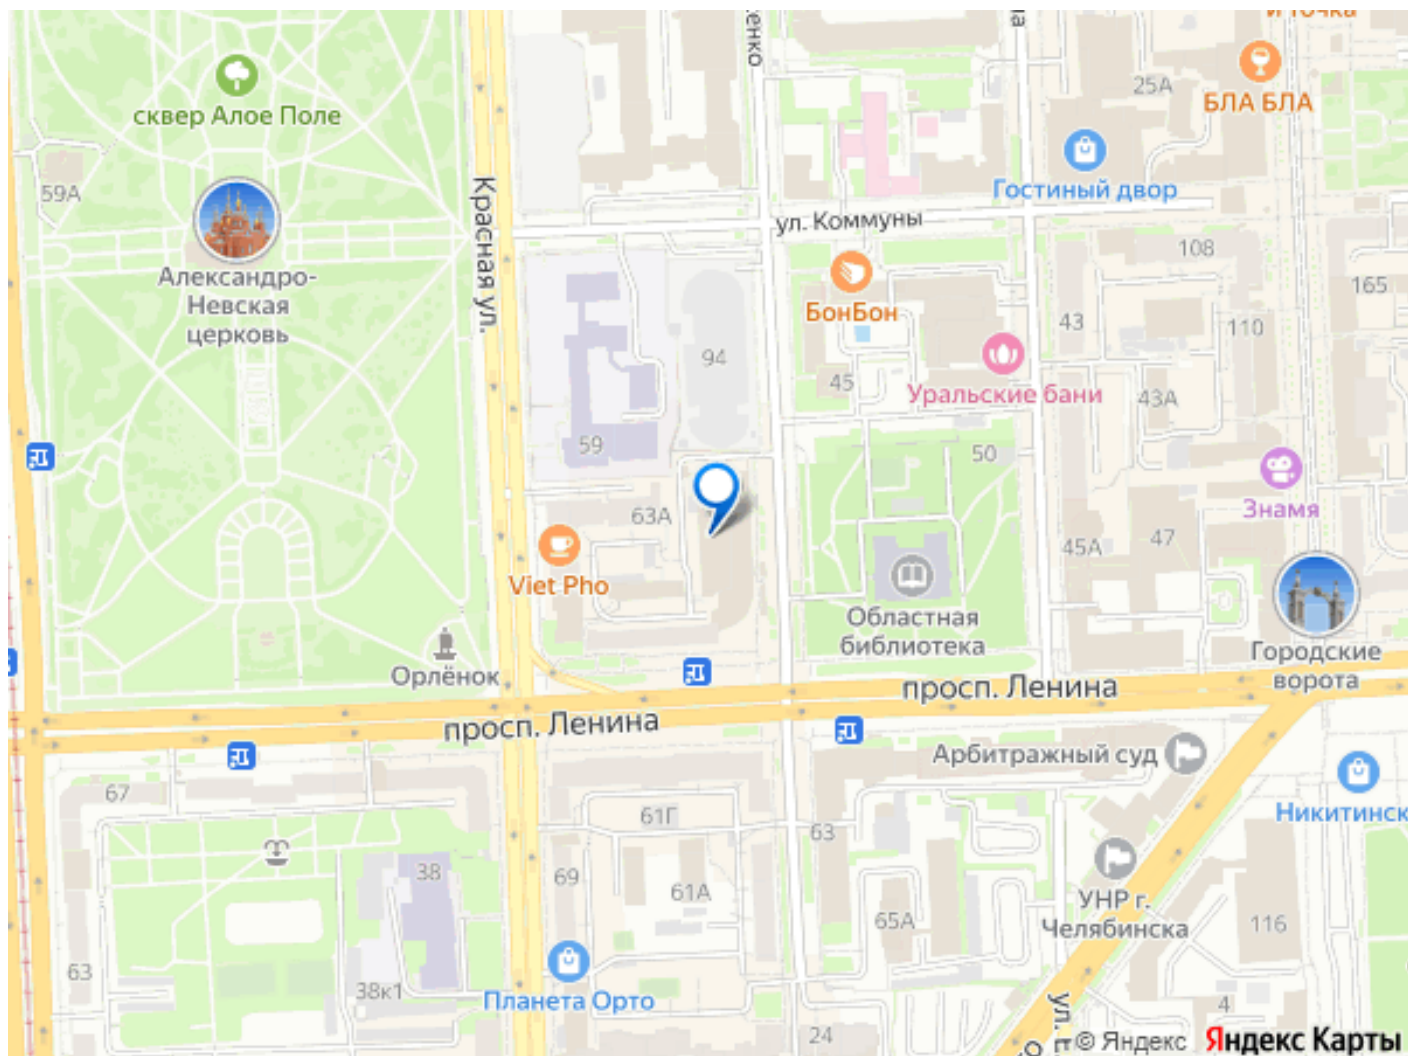 и точка
25А
БЛА БЛА
сквер Алое Поле
59А
Гостиный двор
Красная ул.
ул. Коммуны
Александро-
Невская
церковь
108
165
БонБон
43
110
94
45
Уральские бани
43А
59
50
Знамя
63А
45А
47
Viet Pho
Областная
библиотека
Орлёнок
Городские
ворота
просп. Ленина
просп. Ленина
Арбитражный суд
67
61Г
63
Никитинск
38
69
61А
65А
УНР г.
Челябинска
116
63
38к1
Планета Орто
4
24
ул.
© Яндекс
Яндекс Карты